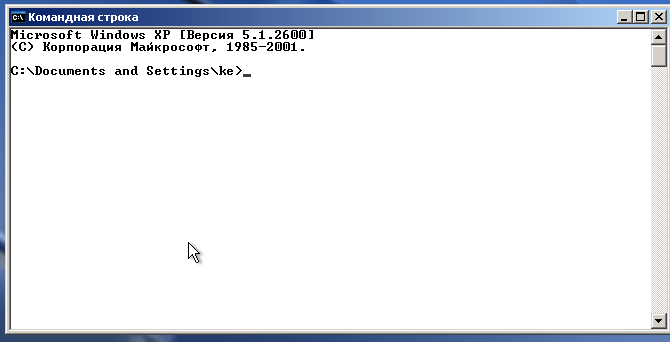 Командная строка
Microsoft Windows XP [Версия 5.1.2600]
(C) Корпорация Майкрософт, 1985-2001.
C:\Documents and Settings\ke>_